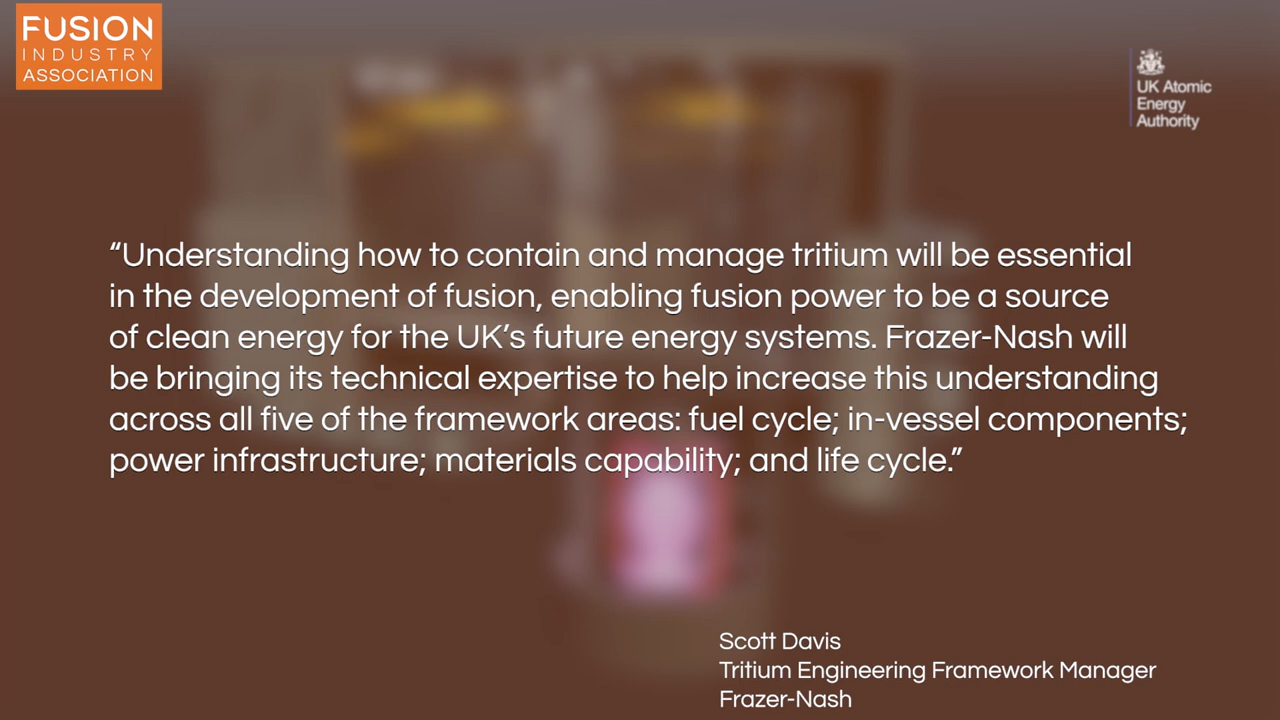 FUSION
INDUSTRY
ASSOCIATION
UK Atomic
Energy
Authority
“Understanding how to contain and manage tritium will be essential
in the development of fusion, enabling fusion power to be a source
of clean energy for the UK’s future energy systems. Frazer-Nash will
be bringing its technical expertise to help increase this understanding
across all five of the framework areas: fuel cycle; in-vessel components;
power infrastructure; materials capability; and life cycle.”
Scott Davis
Tritium Engineering Framework Manager
Frazer-Nash